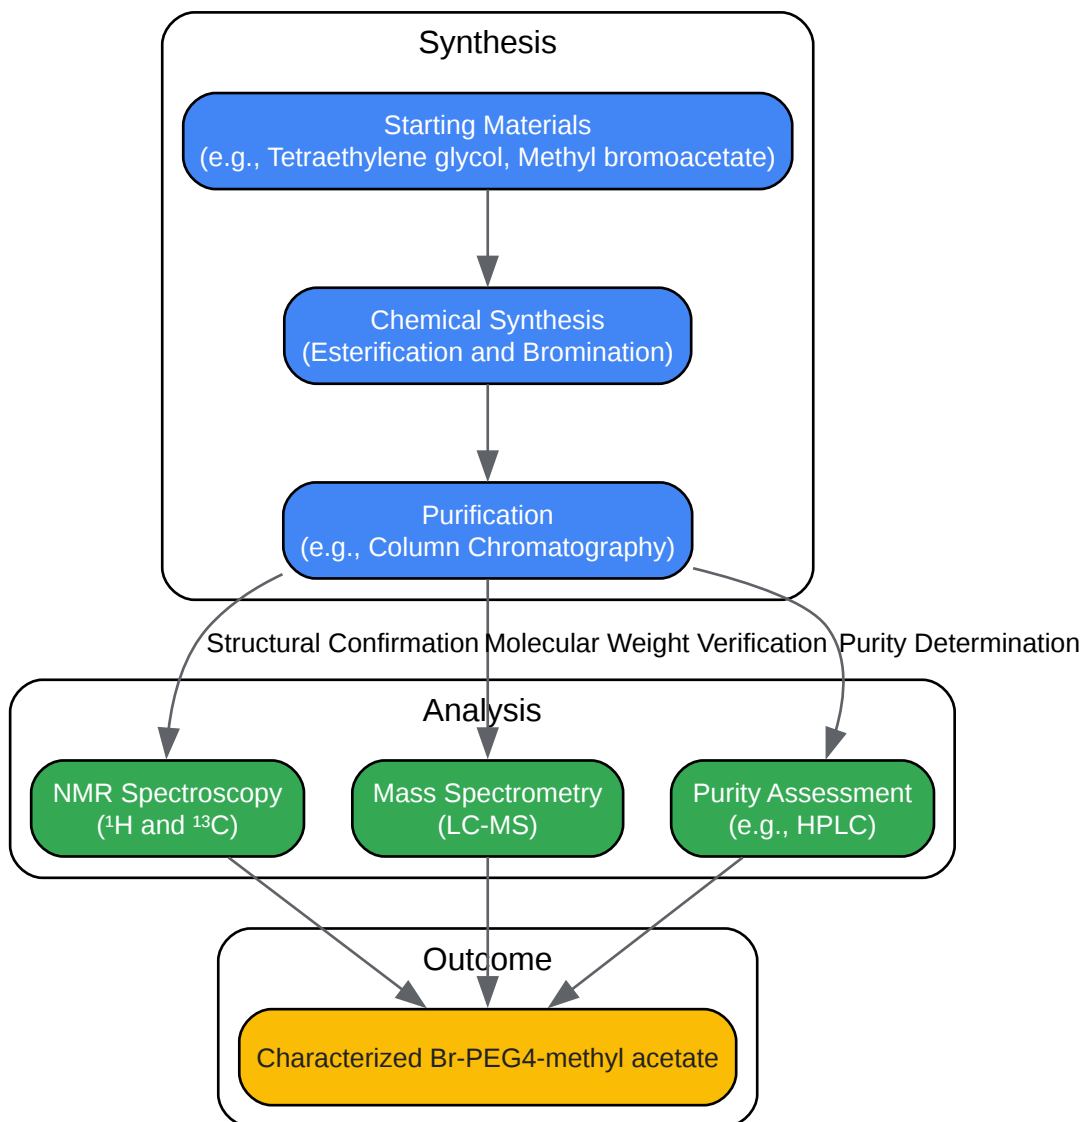 Synthesis
Starting Materials
(e.g., Tetraethylene glycol, Methyl bromoacetate)
Chemical Synthesis
(Esterification and Bromination)
Purification
(e.g., Column Chromatography)
Structural Confirmation
Molecular Weight Verification
Purity Determination
Analysis
NMR Spectroscopy
(¹H and ¹³C)
Mass Spectrometry
(LC-MS)
Purity Assessment
(e.g., HPLC)
Outcome
Characterized Br-PEG4-methyl acetate